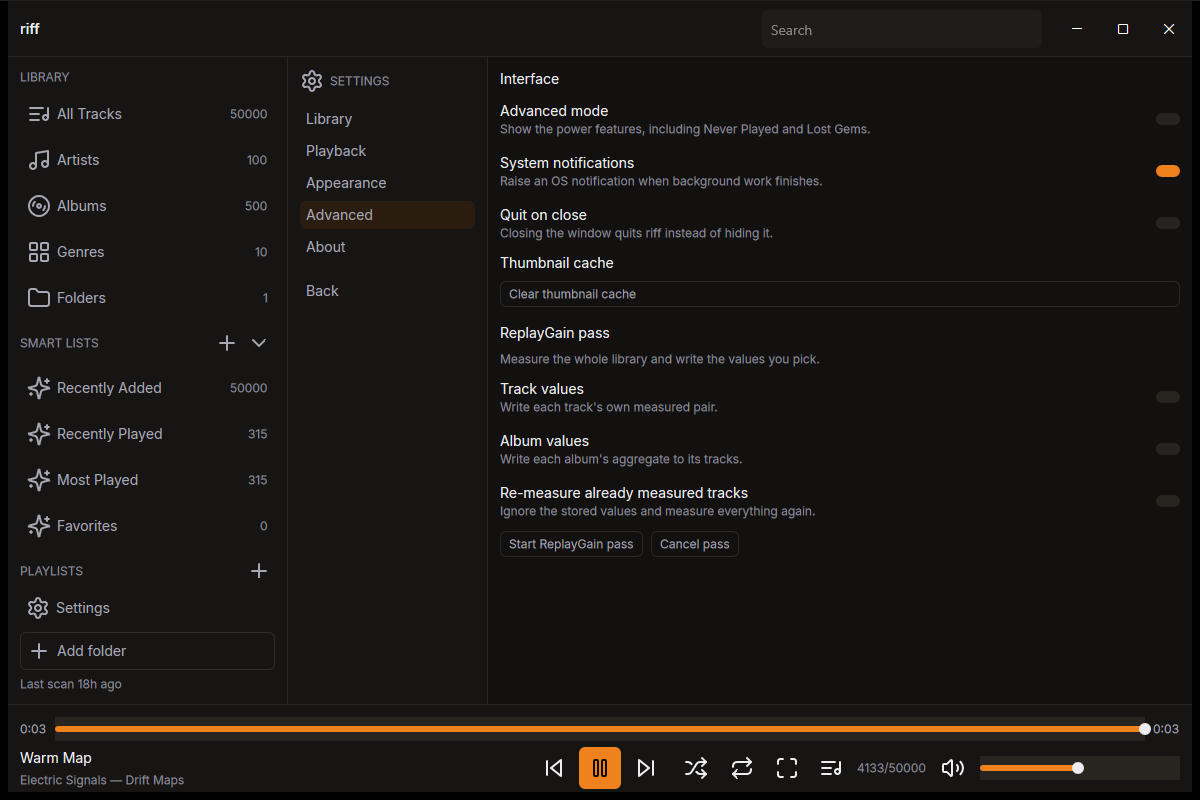 riff
Search
LIBRARY
All Tracks 50000
Artists 100
Albums 500
Genres 10
Folders 1
SMART LISTS
Recently Added 50000
Recently Played 315
Most Played 315
Favorites 0
PLAYLISTS
Settings
Add folder
Last scan 18h ago
SETTINGS
Library
Playback
Appearance
Advanced
About
Back
Interface
Advanced mode
Show the power features, including Never Played and Lost Gems.
System notifications
Raise an OS notification when background work finishes.
Quit on close
Closing the window quits riff instead of hiding it.
Thumbnail cache
Clear thumbnail cache
ReplayGain pass
Measure the whole library and write the values you pick.
Track values
Write each track's own measured pair.
Album values
Write each album's aggregate to its tracks.
Re-measure already measured tracks
Ignore the stored values and measure everything again.
Start ReplayGain pass Cancel pass
0:03 0:03
Warm Map
Electric Signals — Drift Maps
4133/50000